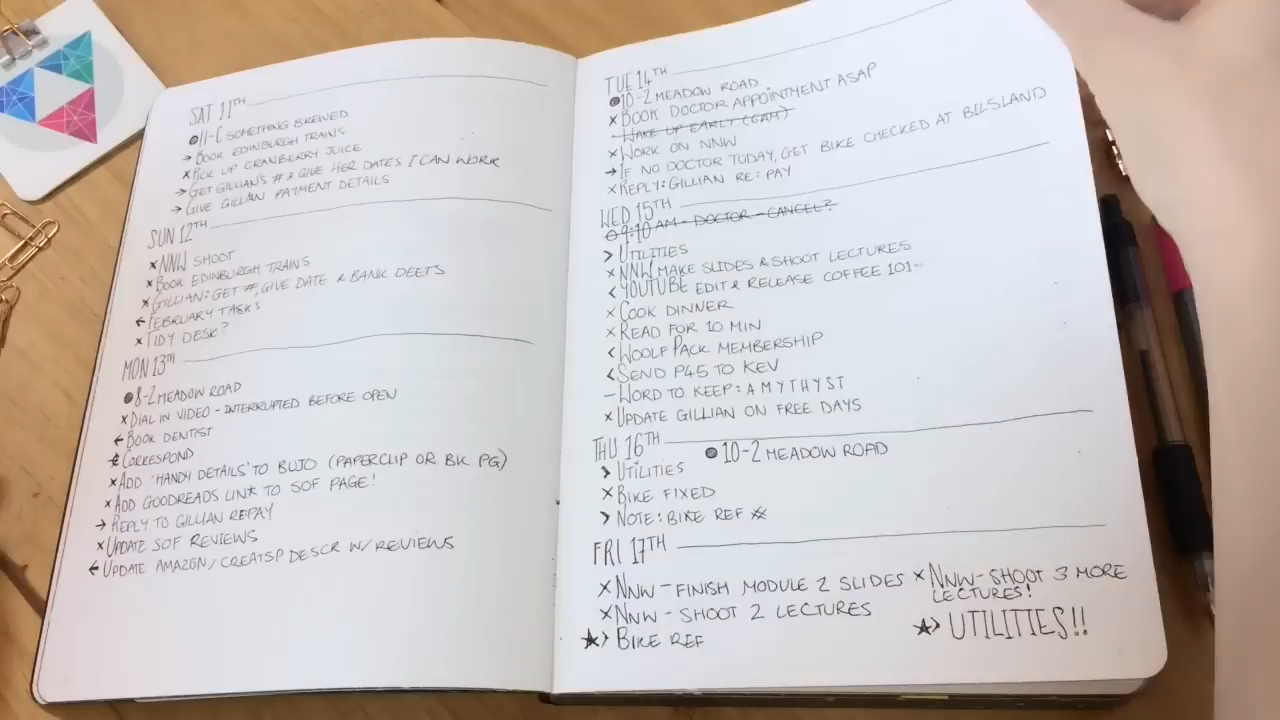 SAT 11TH
●11-C SOMETHING BREWED
→ BOOK EDINBURGH TRAINS
×PICK UP CRANBERRY JUICE
→ GET GILLIAN'S # & GIVE HER DATES I CAN WORK
→ GIVE GILLIAN PAYMENT DETAILS
SUN 12TH
×NNW SHOOT
×BOOK EDINBURGH TRAINS
×GILLIAN: GET #, GIVE DATE & BANK DEETS
← FEBRUARY TASKS
× TIDY DESK?
MON 13TH
●8-2 MEADOW ROAD
×DIAL IN VIDEO - INTERRUPTED BEFORE OPEN
← BOOK DENTIST
CORRESPOND
×ADD 'HANDY DETAILS' TO BUJO (PAPERCLIP OR BK PG)
×ADD GOODREADS LINK TO SOF PAGE!
→ REPLY TO GILLIAN RE PAY
×UPDATE SOF REVIEWS
← UPDATE AMAZON/CREATSP DESCR W/ REVIEWS
TUE 14TH
●10-2 MEADOW ROAD
×BOOK DOCTOR APPOINTMENT ASAP
WAKE UP EARLY (6AM)
×WORK ON NNW
→ IF NO DOCTOR TODAY, GET BIKE CHECKED AT BILSLAND
×REPLY: GILLIAN RE: PAY
WED 15TH
O 9:10 AM - DOCTOR - CANCEL?
> UTILITIES
×NNW MAKE SLIDES & SHOOT LECTURES
< YOUTUBE EDIT & RELEASE COFFEE 101
× COOK DINNER
× READ FOR 10 MIN
< WOOLF PACK MEMBERSHIP
< SEND P45 TO KEV
– WORD TO KEEP: AMYTHYST
× UPDATE GILLIAN ON FREE DAYS
THU 16TH ●10-2 MEADOW ROAD
> UTILITIES
× BIKE FIXED
> NOTE: BIKE REF #
FRI 17TH
×NNW - FINISH MODULE 2 SLIDES ×NNW - SHOOT 3 MORE LECTURES!
×NNW - SHOOT 2 LECTURES
★> BIKE REF ★> UTILITIES!!